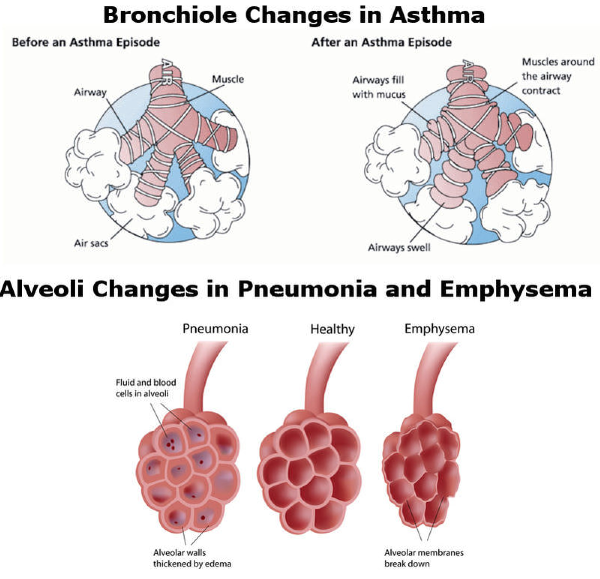 Bronchiole Changes in Asthma
Before an Asthma Episode
After an Asthma Episode
AIR
Airway
Muscle
Air sacs
AIR
Airways fill
with mucus
Muscles around
the airway
contract
Airways swell
Alveoli Changes in Pneumonia and Emphysema
Pneumonia
Healthy
Emphysema
Fluid and blood
cells in alveoli
Alveolar walls
thickened by edema
Alveolar membranes
break down